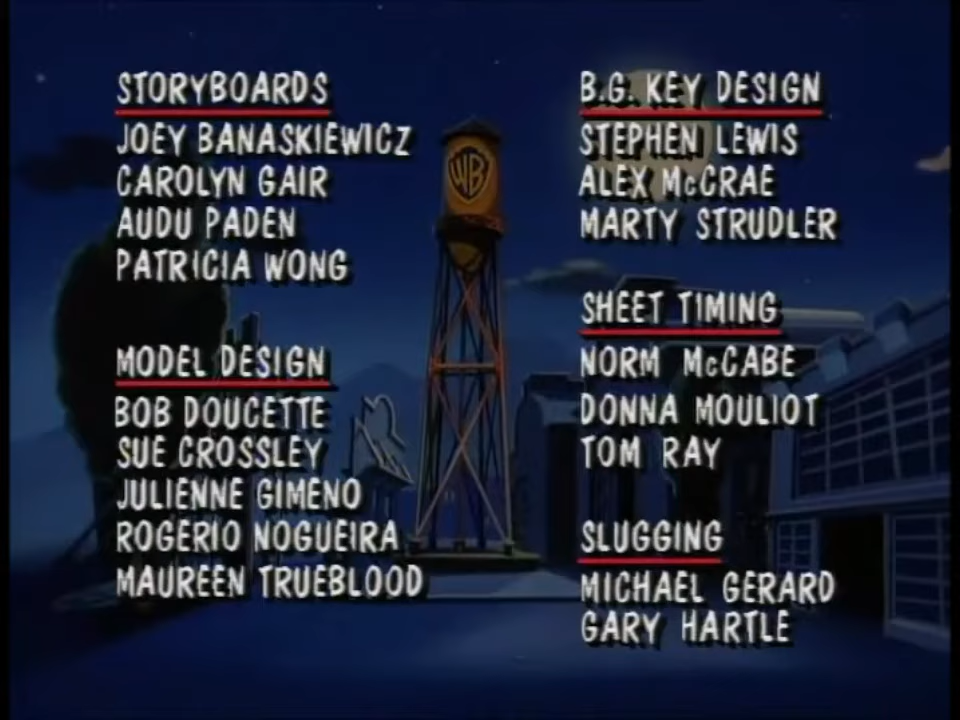 STORYBOARDS
JOEY BANASKIEWICZ
CAROLYN GAIR
AUDU PADEN
PATRICIA WONG
MODEL DESIGN
BOB DOUCETTE
SUE CROSSLEY
JULIENNE GIMENO
ROGERIO NOGUEIRA
MAUREEN TRUEBLOOD
WB
B.G. KEY DESIGN
STEPHEN LEWIS
ALEX McCRAE
MARTY STRUDLER
SHEET TIMING
NORM McCABE
DONNA MOULIOT
TOM RAY
SLUGGING
MICHAEL GERARD
GARY HARTLE